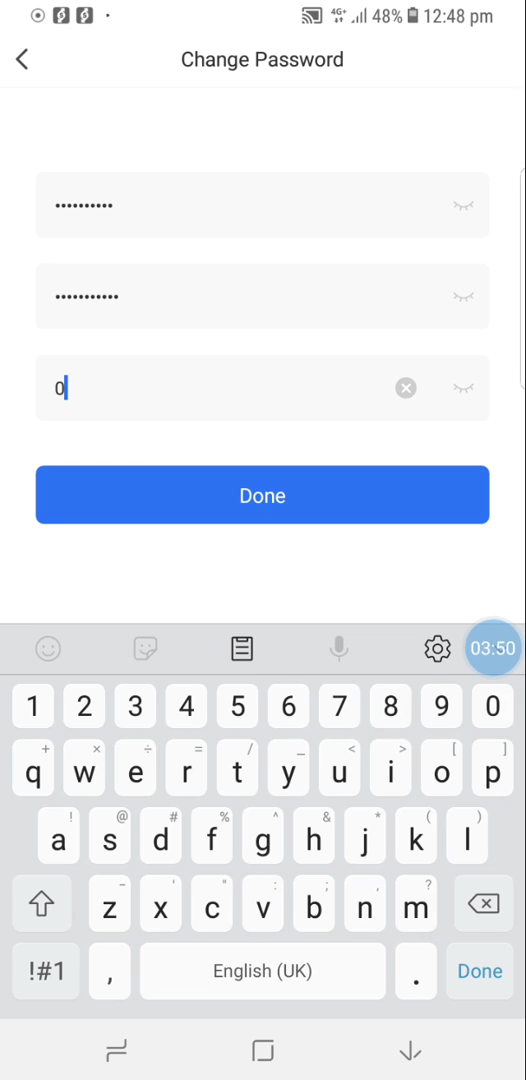 4G+ 48% 12:48 pm
Change Password
••••••••••
•••••••••••
0
Done
03:50
1 2 3 4 5 6 7 8 9 0
+ × ÷ = / _ < > [ ]
q w e r t y u i o p
! @ # % ^ & * ( )
a s d f g h j k l
- ' " : ; , ?
z x c v b n m
!#1 , English (UK) . Done